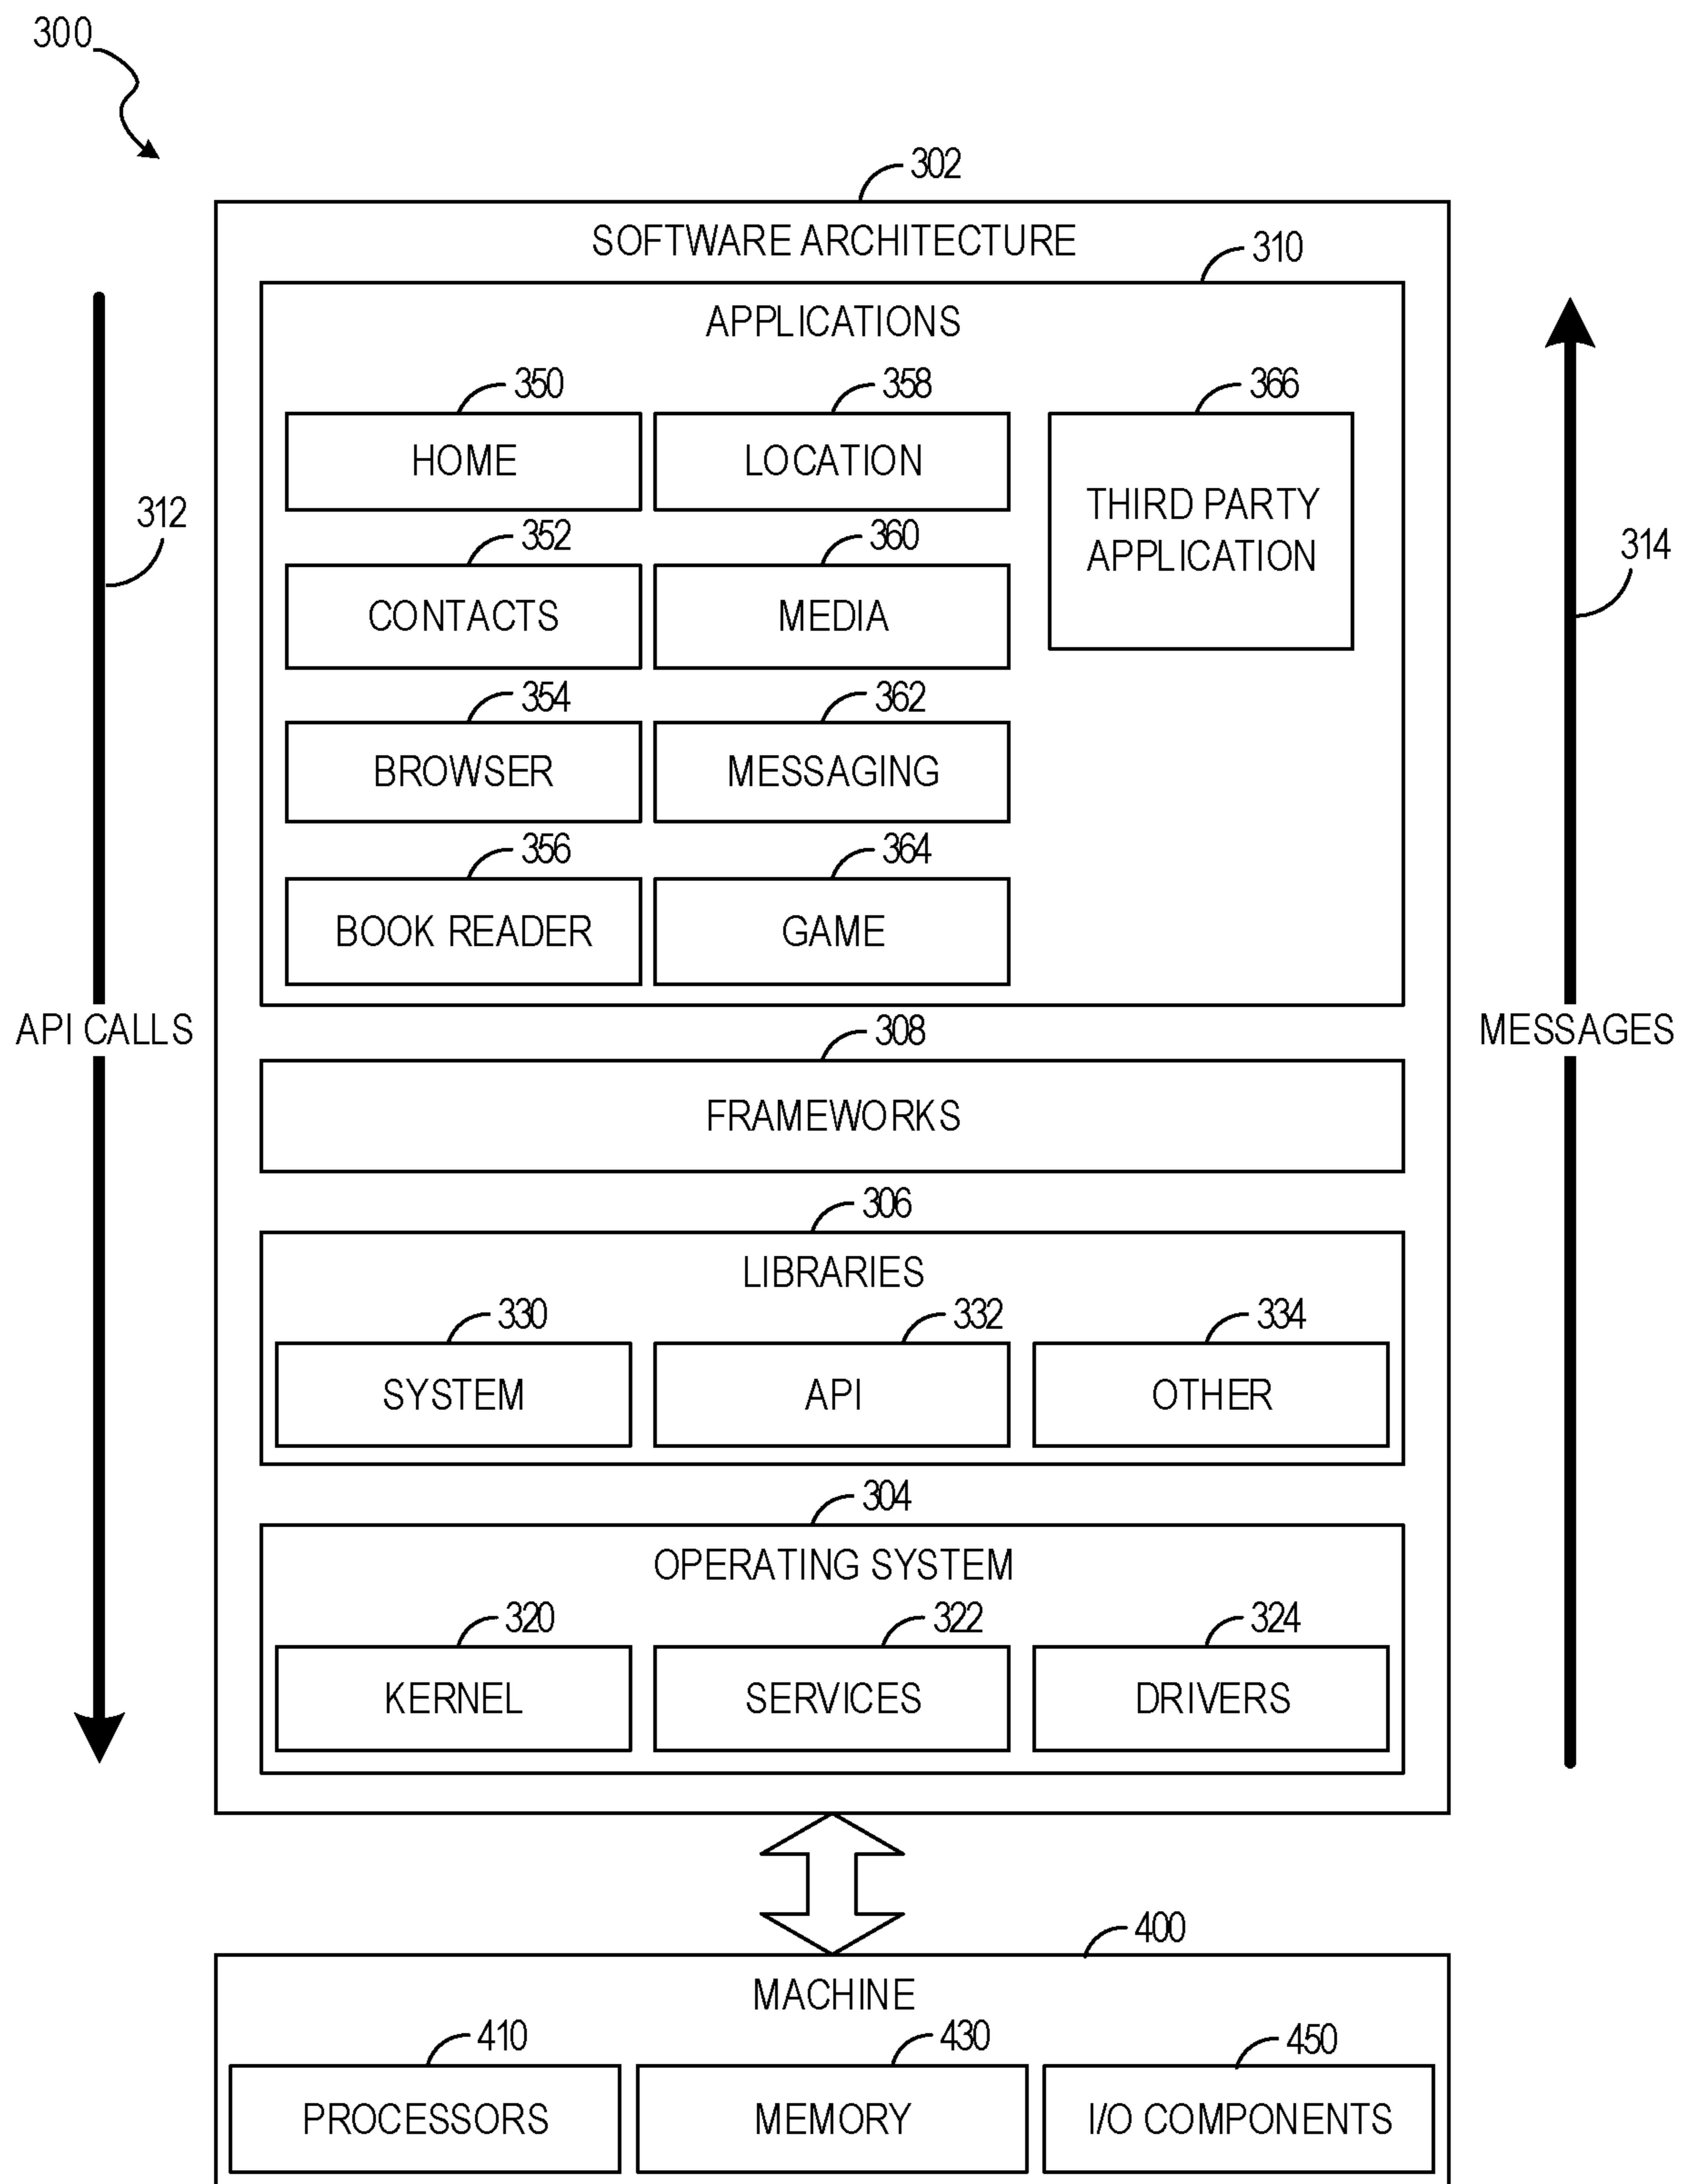 300
302
SOFTWARE ARCHITECTURE
310
APPLICATIONS
350
358
366
HOME
LOCATION
THIRD PARTY
APPLICATION
312
352
360
314
CONTACTS
MEDIA
354
362
BROWSER
MESSAGING
356
364
BOOK READER
GAME
API CALLS
MESSAGES
308
FRAMEWORKS
306
LIBRARIES
330
332
334
SYSTEM
API
OTHER
304
OPERATING SYSTEM
320
322
324
KERNEL
SERVICES
DRIVERS
400
MACHINE
410
430
450
PROCESSORS
MEMORY
I/O COMPONENTS